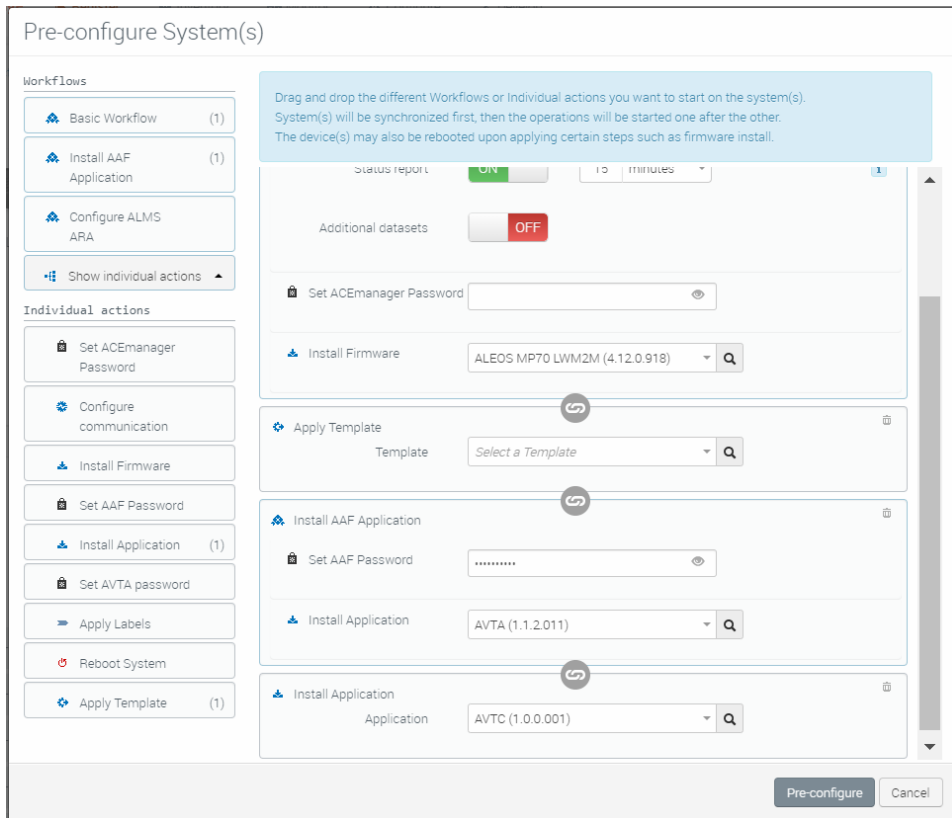 Pre-configure System(s)
Workflows
Basic Workflow (1)
Install AAF (1)
Application
Configure ALMS
ARA
Show individual actions
Individual actions
Set ACEmanager
Password
Configure
communication
Install Firmware
Set AAF Password
Install Application (1)
Set AVTA password
Apply Labels
Reboot System
Apply Template (1)
Drag and drop the different Workflows or Individual actions you want to start on the system(s).
System(s) will be synchronized first, then the operations will be started one after the other.
The device(s) may also be rebooted upon applying certain steps such as firmware install.
Status report ON 15 minutes
Additional datasets OFF
Set ACEmanager Password
Install Firmware ALEOS MP70 LWM2M (4.12.0.918)
Apply Template
Template Select a Template
Install AAF Application
Set AAF Password ••••••••••
Install Application AVTA (1.1.2.011)
Install Application
Application AVTC (1.0.0.001)
Pre-configure Cancel